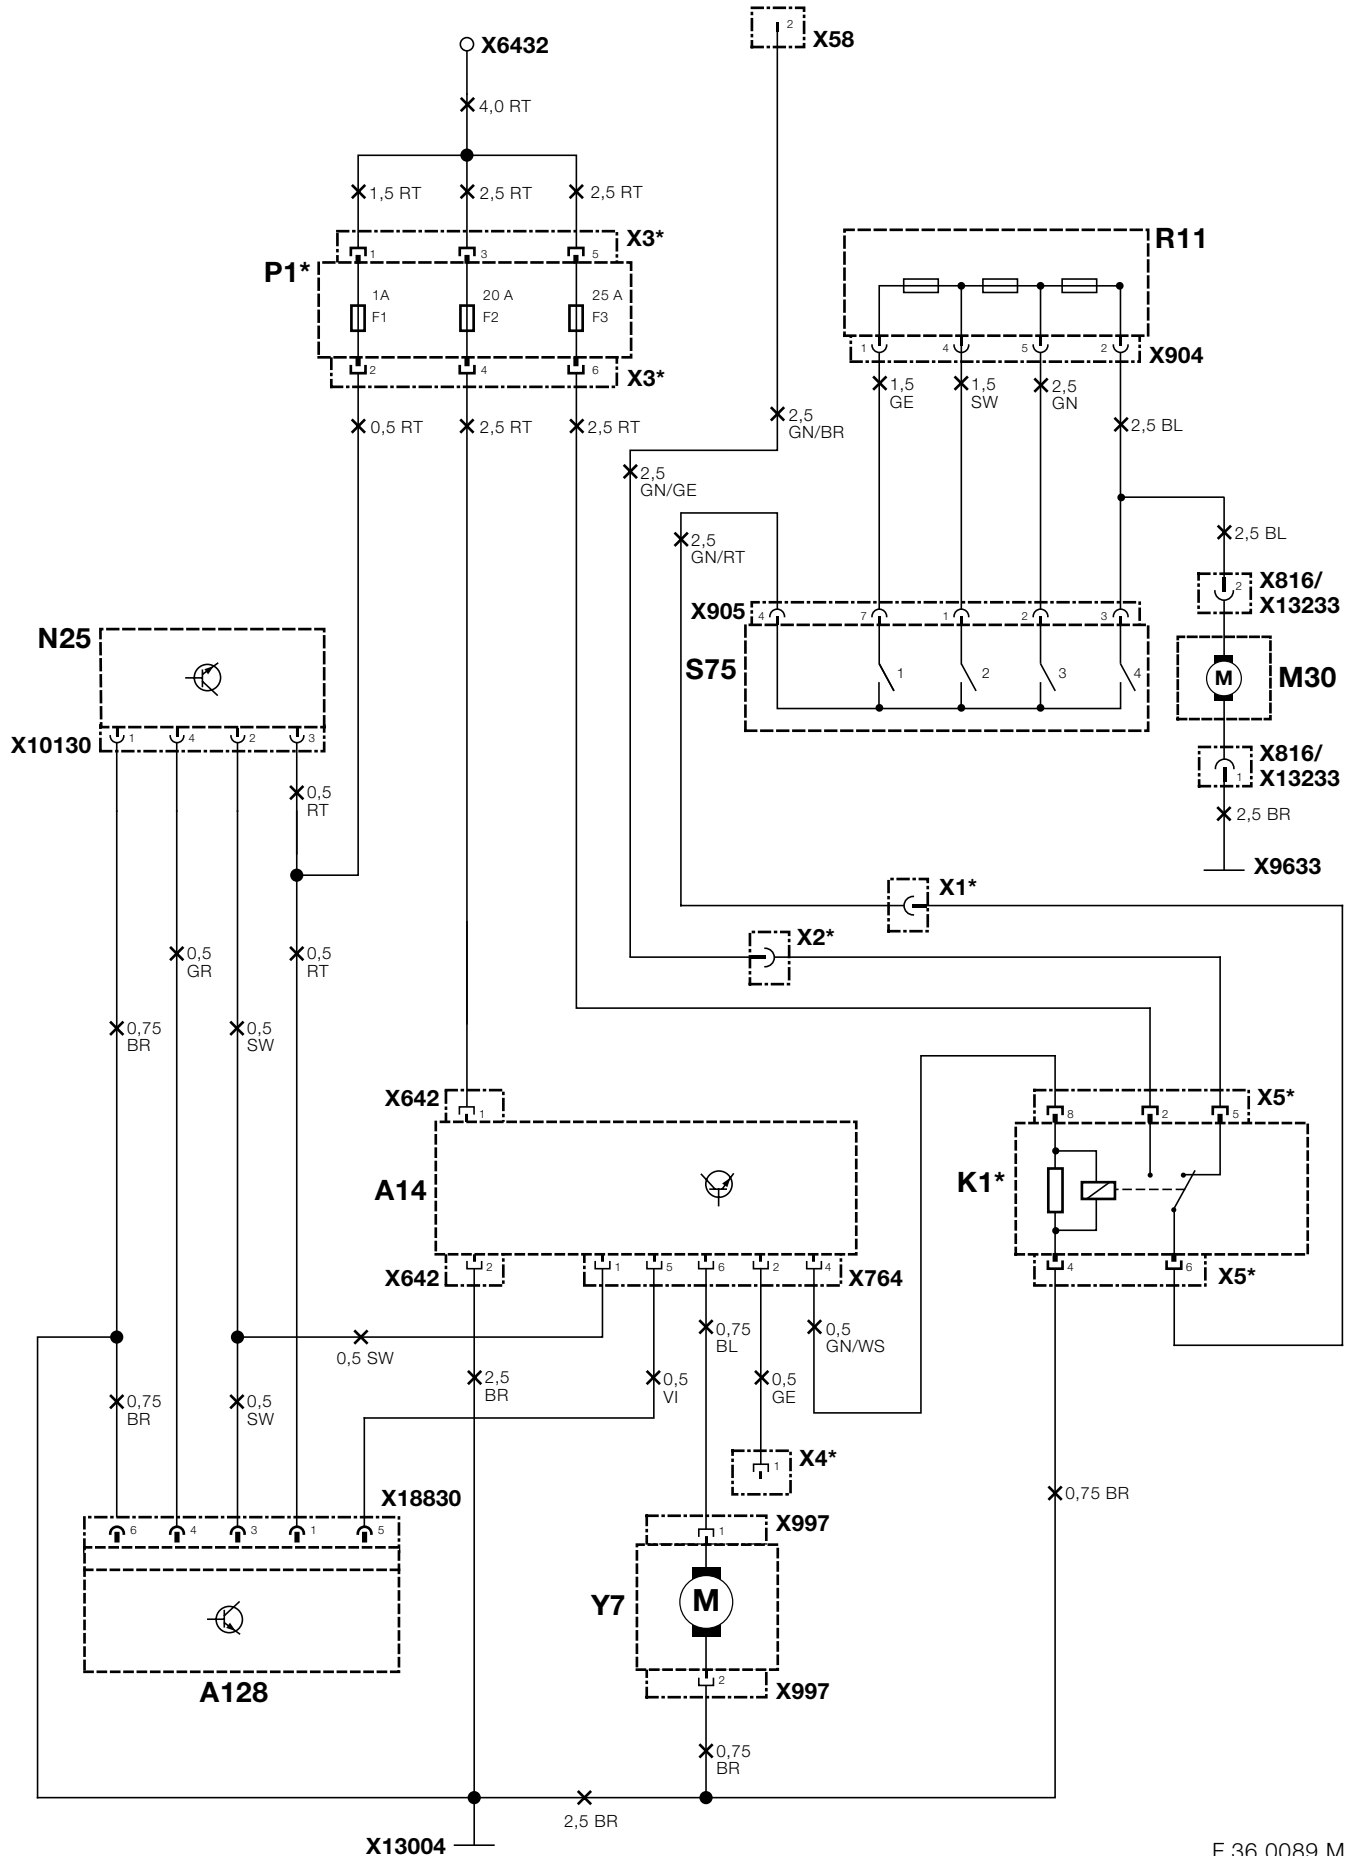 X6432
2
X58
4,0 RT
1,5 RT
2,5 RT
2,5 RT
X3*
P1*
1
3
5
1A
F1
20 A
F2
25 A
F3
2
4
6
X3*
0,5 RT
2,5 RT
2,5 RT
R11
1
4
5
2
X904
1,5
GE
1,5
SW
2,5
GN
2,5 BL
2,5
GN/BR
2,5
GN/GE
2,5
GN/RT
2,5 BL
X816/
X13233
2
X905
4
7
1
2
3
S75
1
2
3
4
M
M30
X816/
X13233
1
2,5 BR
X9633
N25
X10130
1
4
2
3
0,5
RT
X1*
X2*
0,5
GR
0,5
RT
0,75
BR
0,5
SW
X642
1
A14
X642
2
1
5
6
2
4
X764
X5*
8
2
5
K1*
4
6
X5*
0,5 SW
2,5
BR
0,5
VI
0,75
BL
0,5
GE
0,5
GN/WS
0,75
BR
0,5
SW
X4*
1
0,75 BR
X18830
6
4
3
1
5
A128
X997
1
Y7
M
2
X997
0,75
BR
2,5 BR
X13004
F 36 0089 M